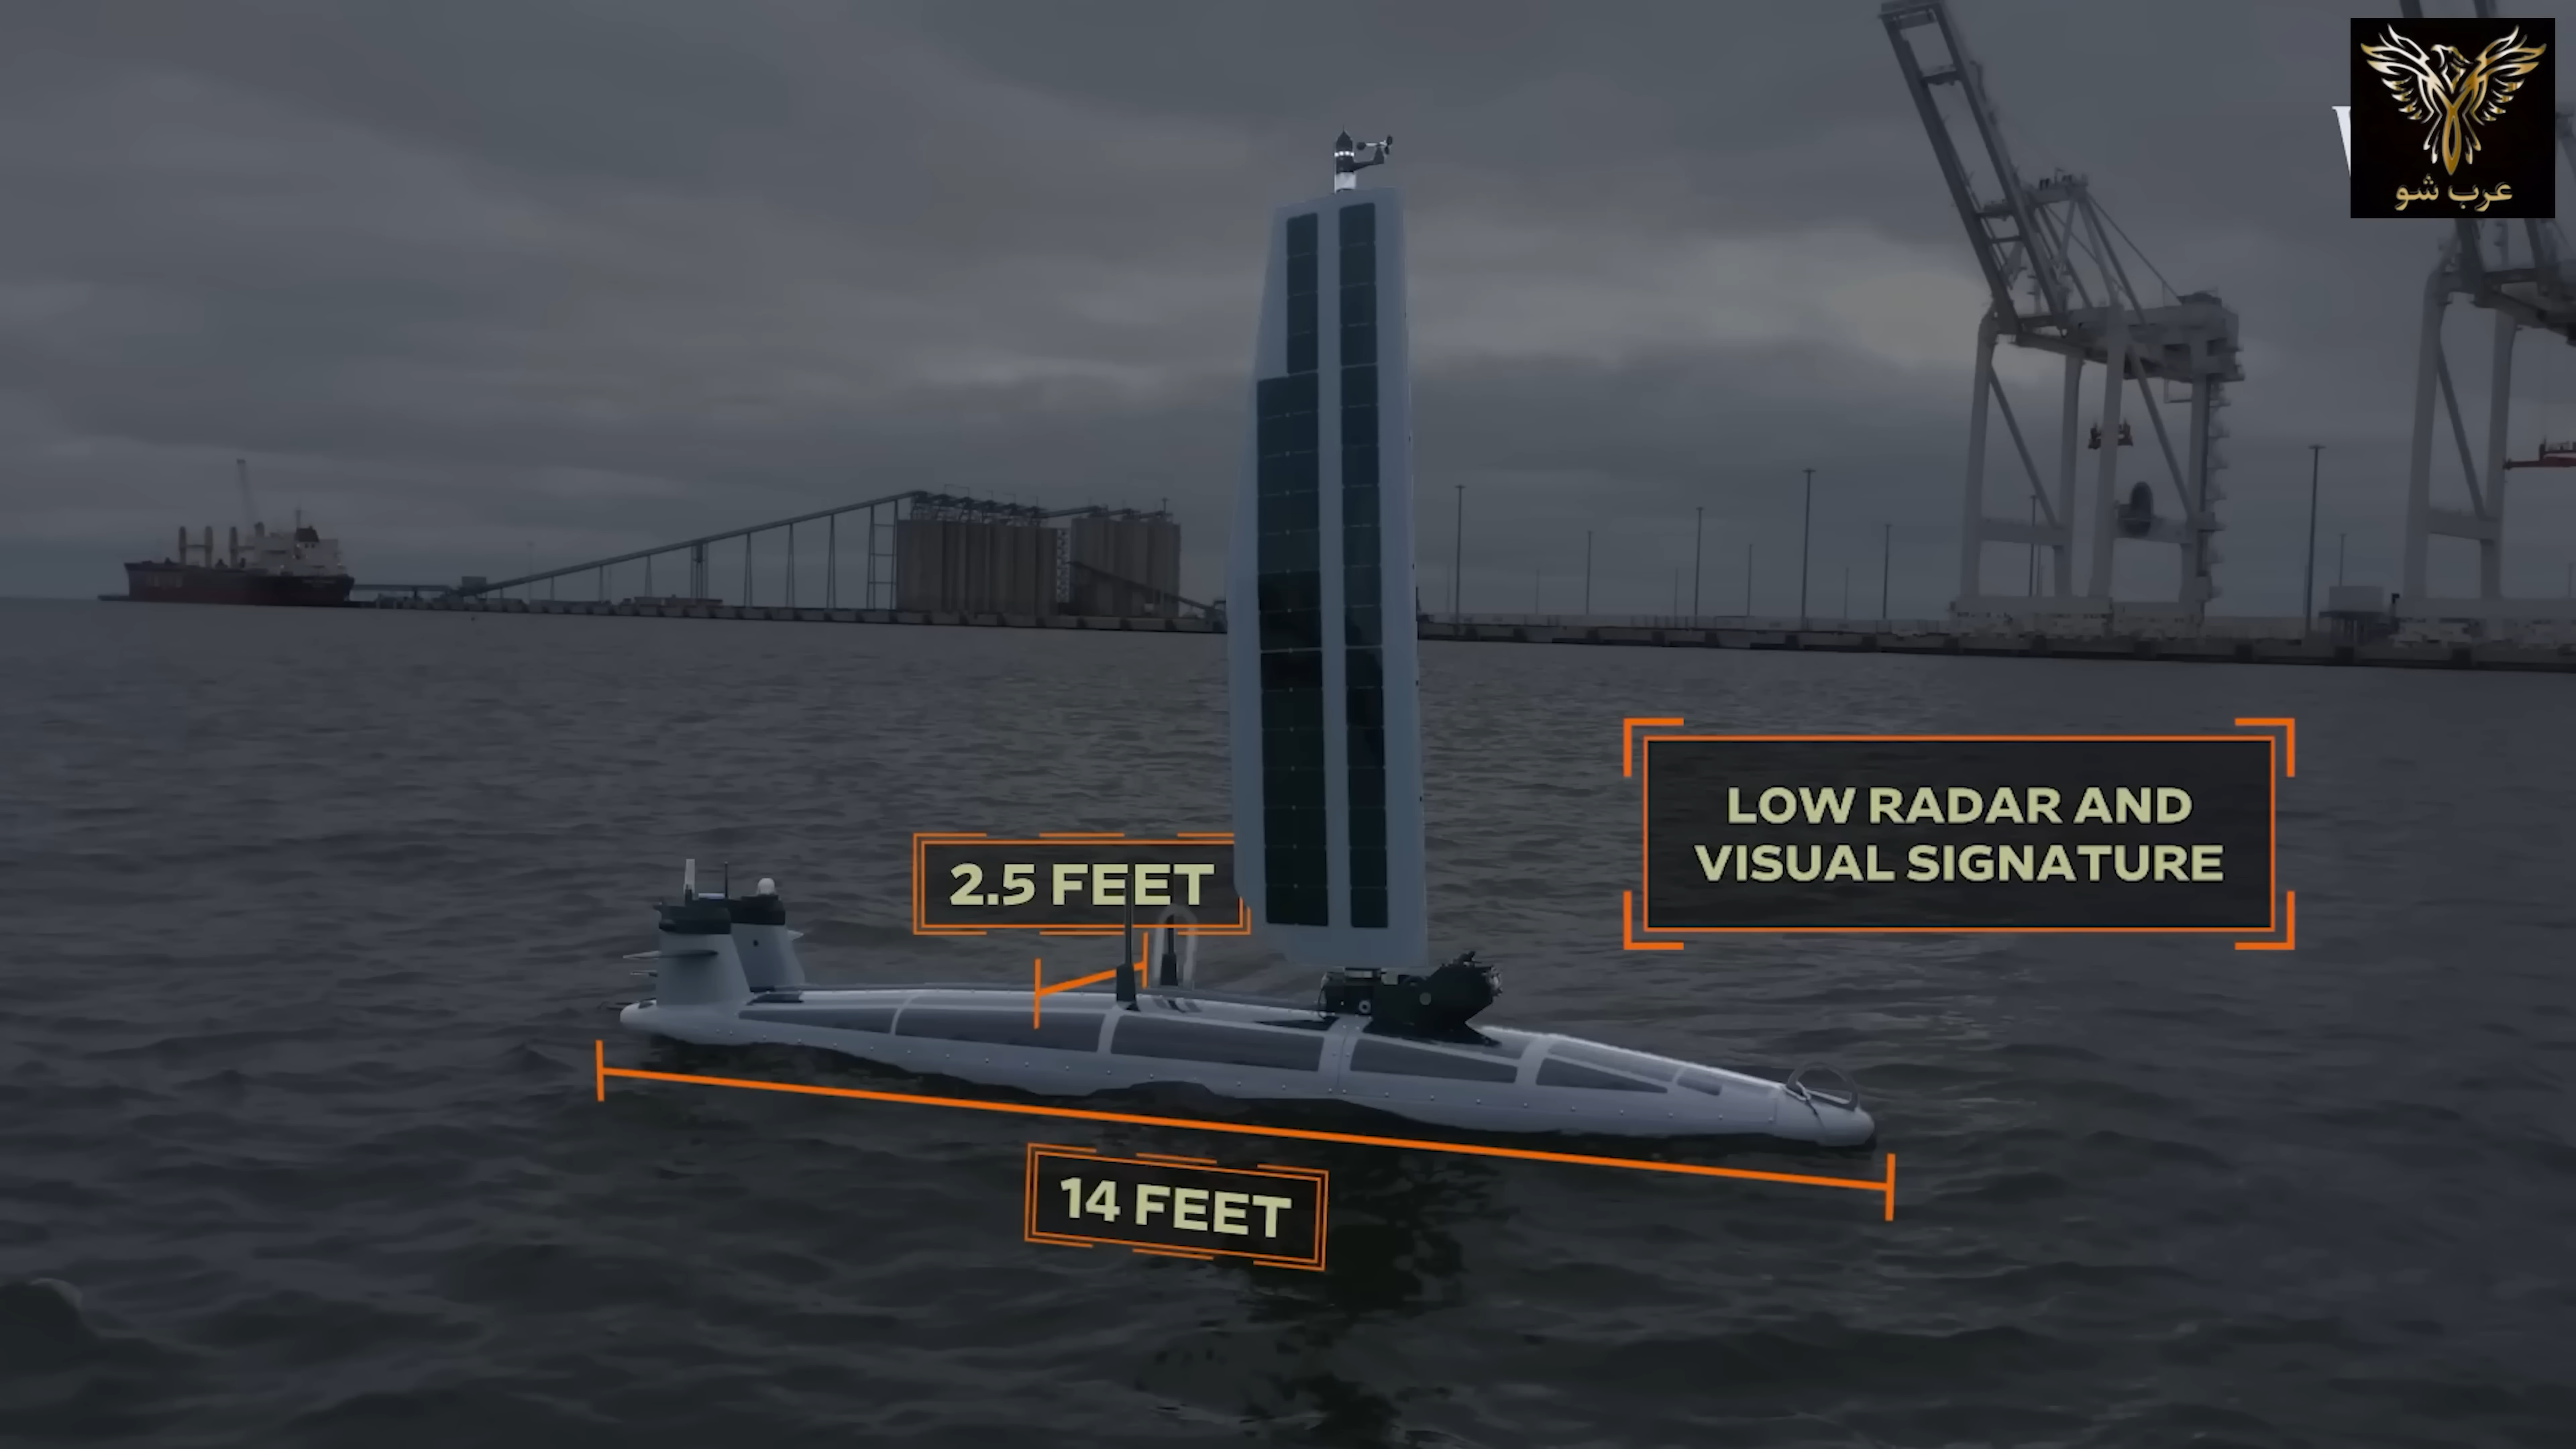 عرب شو
2.5 FEET
LOW RADAR AND
VISUAL SIGNATURE
14 FEET